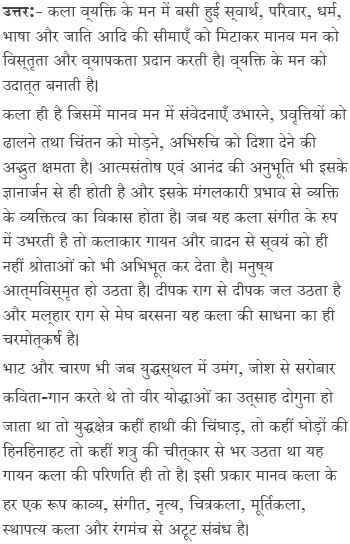 उत्तर:- कला व्यक्ति के मन में बसी हुई स्वार्थ, परिवार, धर्म,
भाषा और जाति आदि की सीमाएँ को मिटाकर मानव मन को
विस्तृता और व्यापकता प्रदान करती है। व्यक्ति के मन को
उदात्त बनाती है।
कला ही है जिसमें मानव मन में संवेदनाएँ उभारने, प्रवृत्तियों को
ढालने तथा चिंतन को मोड़ने, अभिरुचि को दिशा देने की
अद्भुत क्षमता है। आत्मसंतोष एवं आनंद की अनुभूति भी इसके
ज्ञानार्जन से ही होती है और इसके मंगलकारी प्रभाव से व्यक्ति
के व्यक्तित्व का विकास होता है। जब यह कला संगीत के रुप
में उभरती है तो कलाकार गायन और वादन से स्वयं को ही
नहीं श्रोताओं को भी अभिभूत कर देता है। मनुष्य
आत्मविस्मृत हो उठता है। दीपक राग से दीपक जल उठता है
और मल्हार राग से मेघ बरसना यह कला की साधना का ही
चरमोत्कर्ष है।
भाट और चारण भी जब युद्धस्थल में उमंग, जोश से सरोबार
कविता-गान करते थे तो वीर योद्धाओं का उत्साह दोगुना हो
जाता था तो युद्धक्षेत्र कहीं हाथी की चिंघाड़, तो कहीं घोड़ों की
हिनहिनाहट तो कहीं शत्रु की चीत्कार से भर उठता था यह
गायन कला की परिणति ही तो है। इसी प्रकार मानव कला के
हर एक रूप काव्य, संगीत, नृत्य, चित्रकला, मूर्तिकला,
स्थापत्य कला और रंगमंच से अटूट संबंध है।